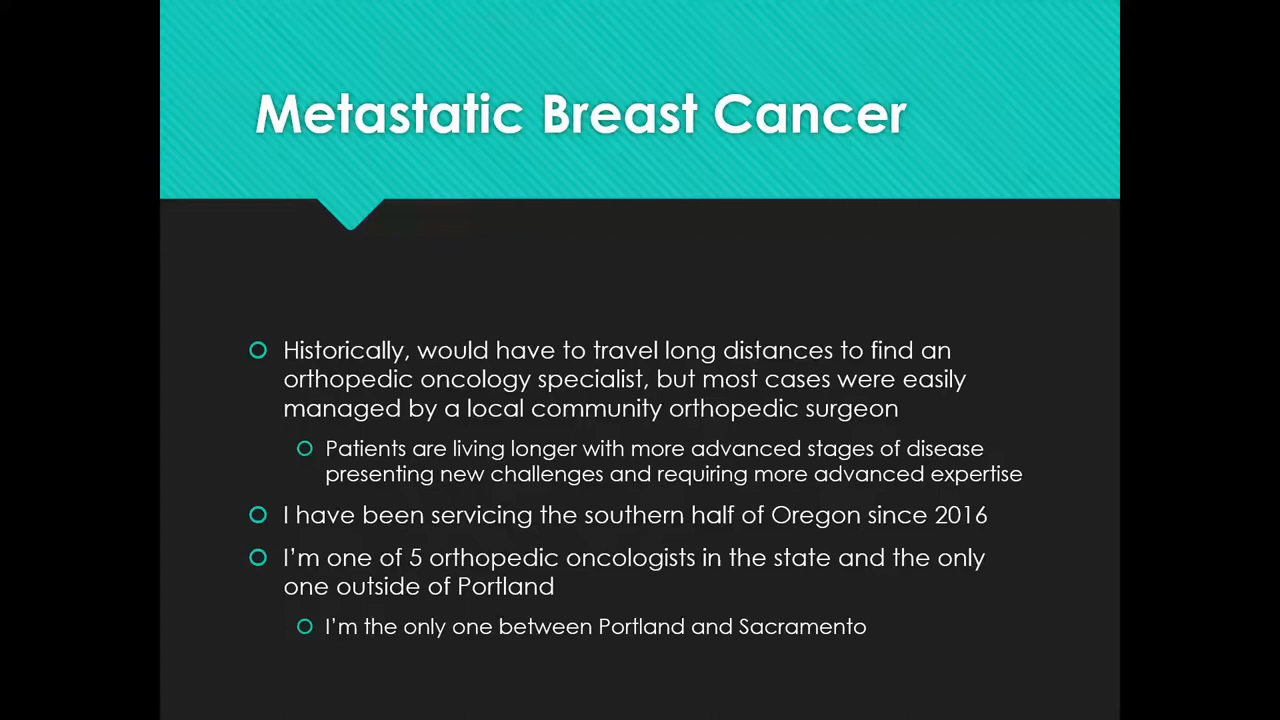 Metastatic Breast Cancer
Historically, would have to travel long distances to find an
orthopedic oncology specialist, but most cases were easily
managed by a local community orthopedic surgeon
Patients are living longer with more advanced stages of disease
presenting new challenges and requiring more advanced expertise
I have been servicing the southern half of Oregon since 2016
I’m one of 5 orthopedic oncologists in the state and the only
one outside of Portland
I’m the only one between Portland and Sacramento